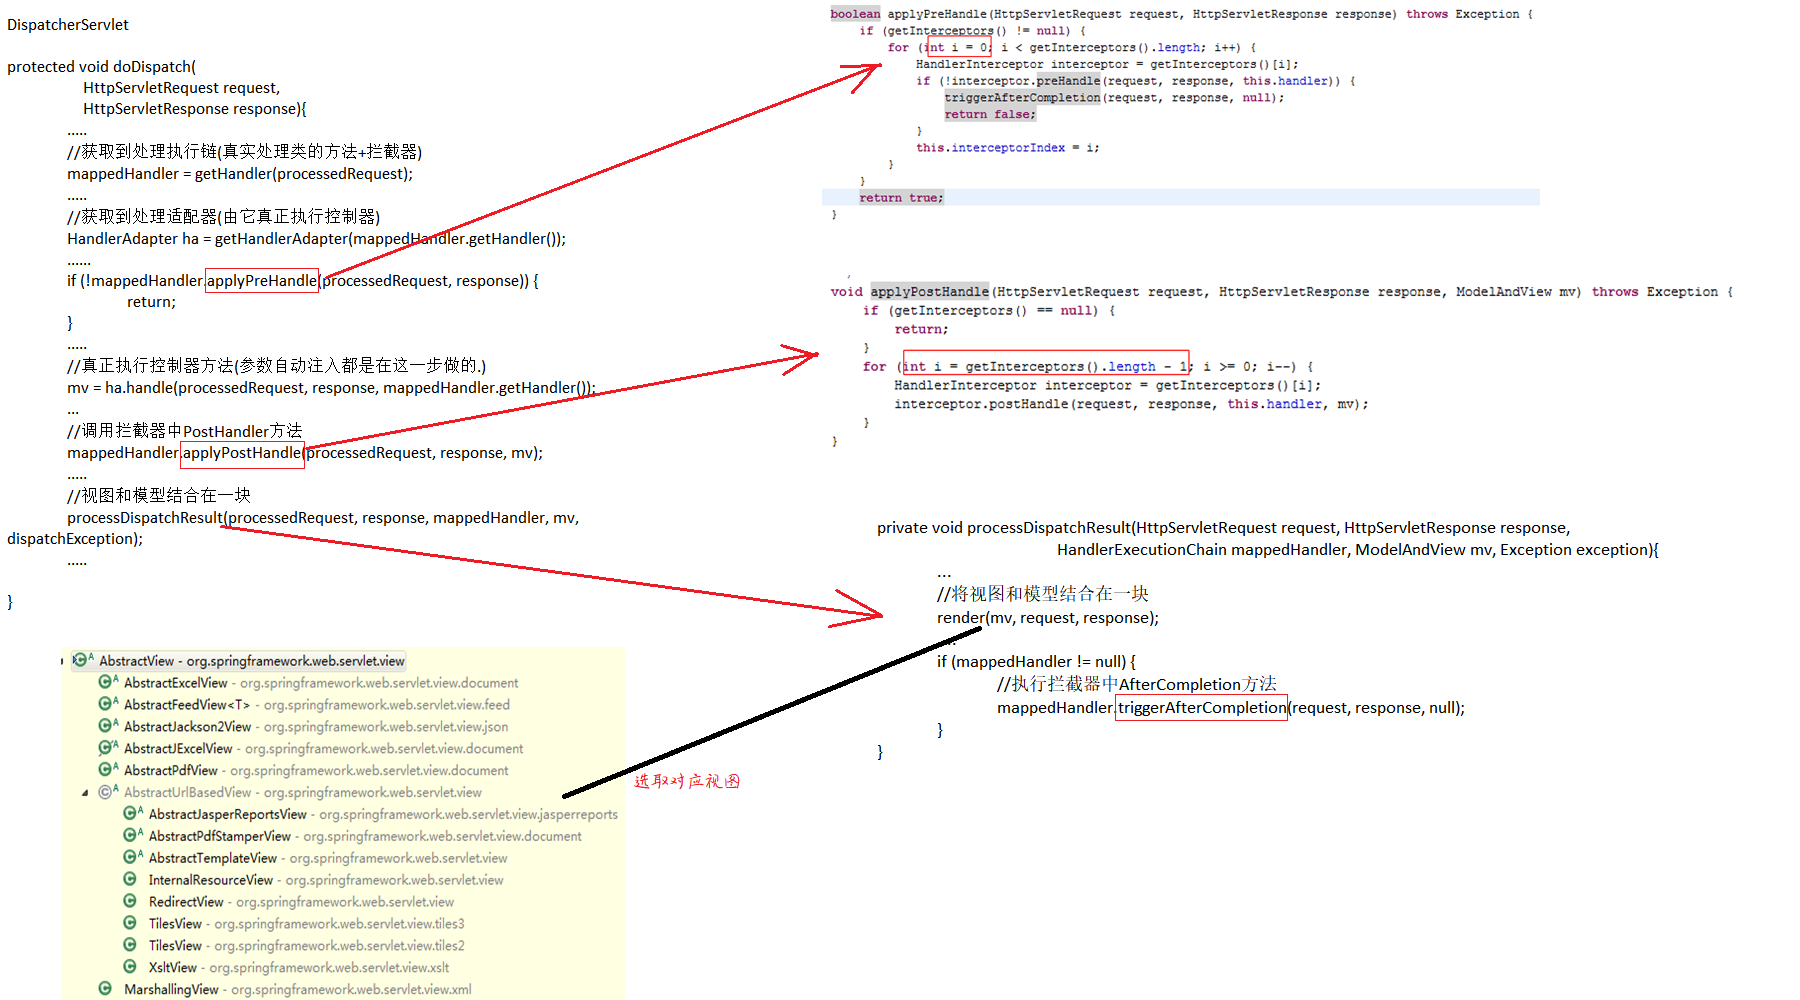 DispatcherServlet
protected void doDispatch(
HttpServletRequest request,
HttpServletResponse response){
.....
//获取到处理执行链(真实处理类的方法+拦截器)
mappedHandler = getHandler(processedRequest);
.....
//获取到处理适配器(由它真正执行控制器)
HandlerAdapter ha = getHandlerAdapter(mappedHandler.getHandler());
......
if (!mappedHandler.applyPreHandle(processedRequest, response)) {
return;
}
.....
//真正执行控制器方法(参数自动注入都是在这一步做的.)
mv = ha.handle(processedRequest, response, mappedHandler.getHandler());
...
//调用拦截器中PostHandler方法
mappedHandler.applyPostHandle(processedRequest, response, mv);
.....
//视图和模型结合在一块
processDispatchResult(processedRequest, response, mappedHandler, mv,
dispatchException);
.....
}
boolean applyPreHandle(HttpServletRequest request, HttpServletResponse response) throws Exception {
if (getInterceptors() != null) {
for (int i = 0; i < getInterceptors().length; i++) {
HandlerInterceptor interceptor = getInterceptors()[i];
if (!interceptor.preHandle(request, response, this.handler)) {
triggerAfterCompletion(request, response, null);
return false;
}
this.interceptorIndex = i;
}
}
return true;
}
void applyPostHandle(HttpServletRequest request, HttpServletResponse response, ModelAndView mv) throws Exception {
if (getInterceptors() == null) {
return;
}
for (int i = getInterceptors().length - 1; i >= 0; i--) {
HandlerInterceptor interceptor = getInterceptors()[i];
interceptor.postHandle(request, response, this.handler, mv);
}
}
private void processDispatchResult(HttpServletRequest request, HttpServletResponse response,
HandlerExecutionChain mappedHandler, ModelAndView mv, Exception exception){
...
//将视图和模型结合在一块
render(mv, request, response);
...
if (mappedHandler != null) {
//执行拦截器中AfterCompletion方法
mappedHandler.triggerAfterCompletion(request, response, null);
}
}
选取对应视图
AbstractView - org.springframework.web.servlet.view
AbstractExcelView - org.springframework.web.servlet.view.document
AbstractFeedView<T> - org.springframework.web.servlet.view.feed
AbstractJackson2View - org.springframework.web.servlet.view.json
AbstractJExcelView - org.springframework.web.servlet.view.document
AbstractPdfView - org.springframework.web.servlet.view.document
AbstractUrlBasedView - org.springframework.web.servlet.view
AbstractJasperReportsView - org.springframework.web.servlet.view.jasperreports
AbstractPdfStamperView - org.springframework.web.servlet.view.document
AbstractTemplateView - org.springframework.web.servlet.view
InternalResourceView - org.springframework.web.servlet.view
RedirectView - org.springframework.web.servlet.view
TilesView - org.springframework.web.servlet.view.tiles3
TilesView - org.springframework.web.servlet.view.tiles2
XsltView - org.springframework.web.servlet.view.xslt
MarshallingView - org.springframework.web.servlet.view.xml